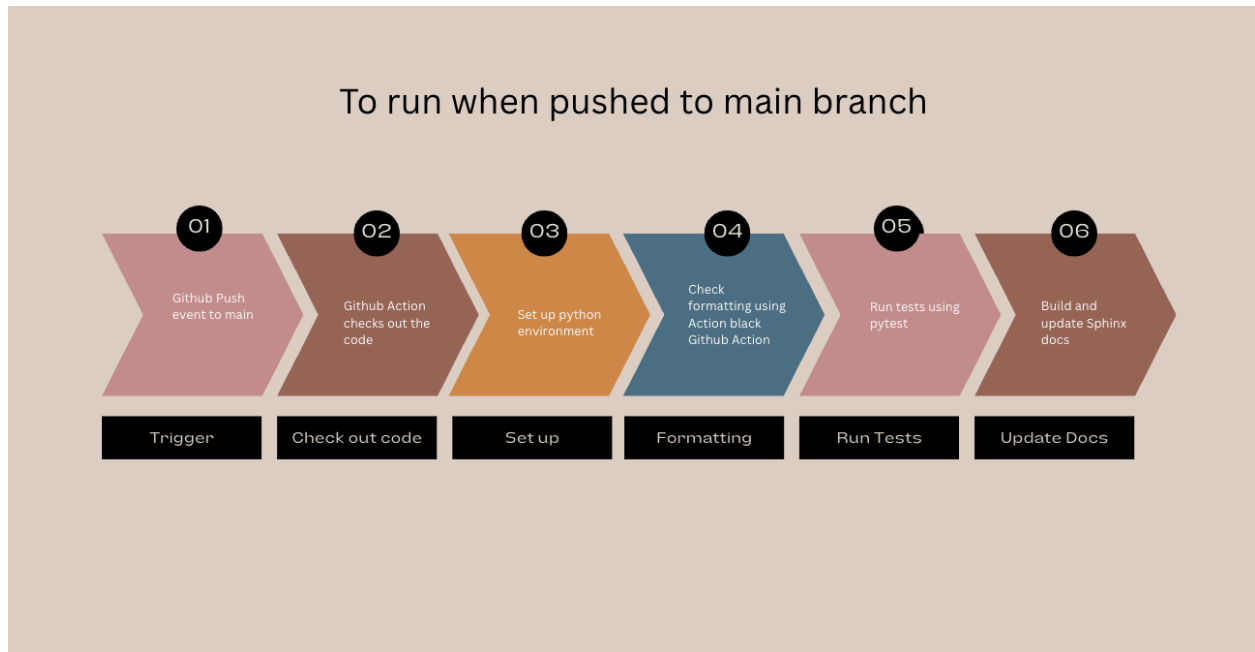 To run when pushed to main branch
01
02
03
04
05
06
Github Push
event to main
Github Action
checks out the
code
Set up python
environment
Check
formatting using
Action black
Github Action
Run tests using
pytest
Build and
update Sphinx
docs
Trigger
Check out code
Set up
Formatting
Run Tests
Update Docs